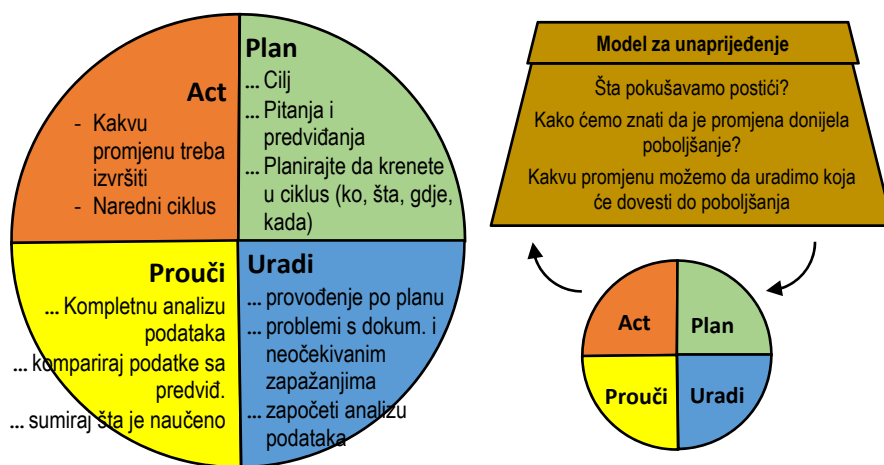 Act
- Kakvu
promjenu treba
izvršiti
- Naredni ciklus
Plan
... Cilj
... Pitanja i
predviđanja
... Planirajte da krenete
u ciklus (ko, šta, gdje,
kada)
Prouči
... Kompletnu analizu
podataka
... kompariraj podatke sa
predviđ.
... sumiraj šta je naučeno
Uradi
... provođenje po planu
... problemi s dokum. i
neočekivanim
zapažanjima
... započeti analizu
podataka
Model za unaprijeđenje
Šta pokušavamo postići?
Kako ćemo znati da je promjena donijela
poboljšanje?
Kakvu promjenu možemo da uradimo koja
će dovesti do poboljšanja
Act
Plan
Prouči
Uradi